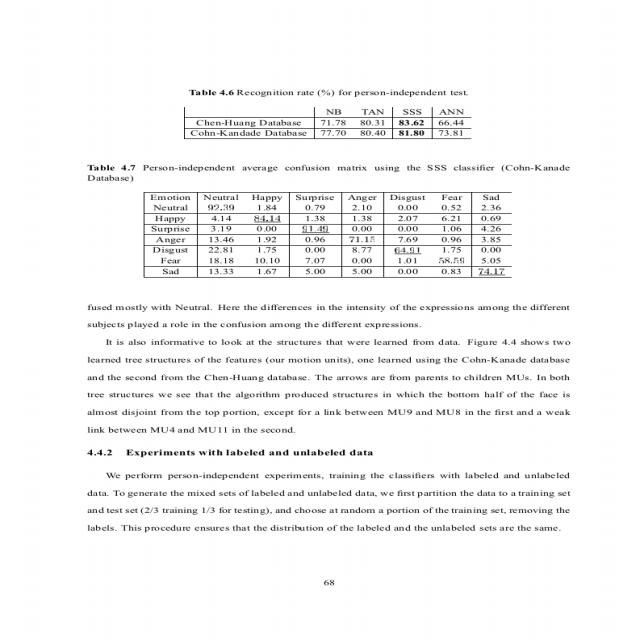 Table 4.6 Recognition rate (%) for person-independent test.
NB TAN SSS ANN
Chen-Huang Database 71.78 80.31 83.62 66.44
Cohn-Kandade Database 77.70 80.40 81.80 73.81
Table 4.7 Person-independent average confusion matrix using the SSS classifier (Cohn-Kanade
Database)
Emotion Neutral Happy Surprise Anger Disgust Fear Sad
Neutral 92.39 1.84 0.79 2.10 0.00 0.52 2.36
Happy 4.14 84.14 1.38 1.38 2.07 6.21 0.69
Surprise 3.19 0.00 91.49 0.00 0.00 1.06 4.26
Anger 13.46 1.92 0.96 71.15 7.69 0.96 3.85
Disgust 22.81 1.75 0.00 8.77 64.91 1.75 0.00
Fear 18.18 10.10 7.07 0.00 1.01 58.59 5.05
Sad 13.33 1.67 5.00 5.00 0.00 0.83 74.17
fused mostly with Neutral. Here the differences in the intensity of the expressions among the different
subjects played a role in the confusion among the different expressions.
It is also informative to look at the structures that were learned from data. Figure 4.4 shows two
learned tree structures of the features (our motion units), one learned using the Cohn-Kanade database
and the second from the Chen-Huang database. The arrows are from parents to children MUs. In both
tree structures we see that the algorithm produced structures in which the bottom half of the face is
almost disjoint from the top portion, except for a link between MU9 and MU8 in the first and a weak
link between MU4 and MU11 in the second.
4.4.2 Experiments with labeled and unlabeled data
We perform person-independent experiments, training the classifiers with labeled and unlabeled
data. To generate the mixed sets of labeled and unlabeled data, we first partition the data to a training set
and test set (2/3 training 1/3 for testing), and choose at random a portion of the training set, removing the
labels. This procedure ensures that the distribution of the labeled and the unlabeled sets are the same.
68